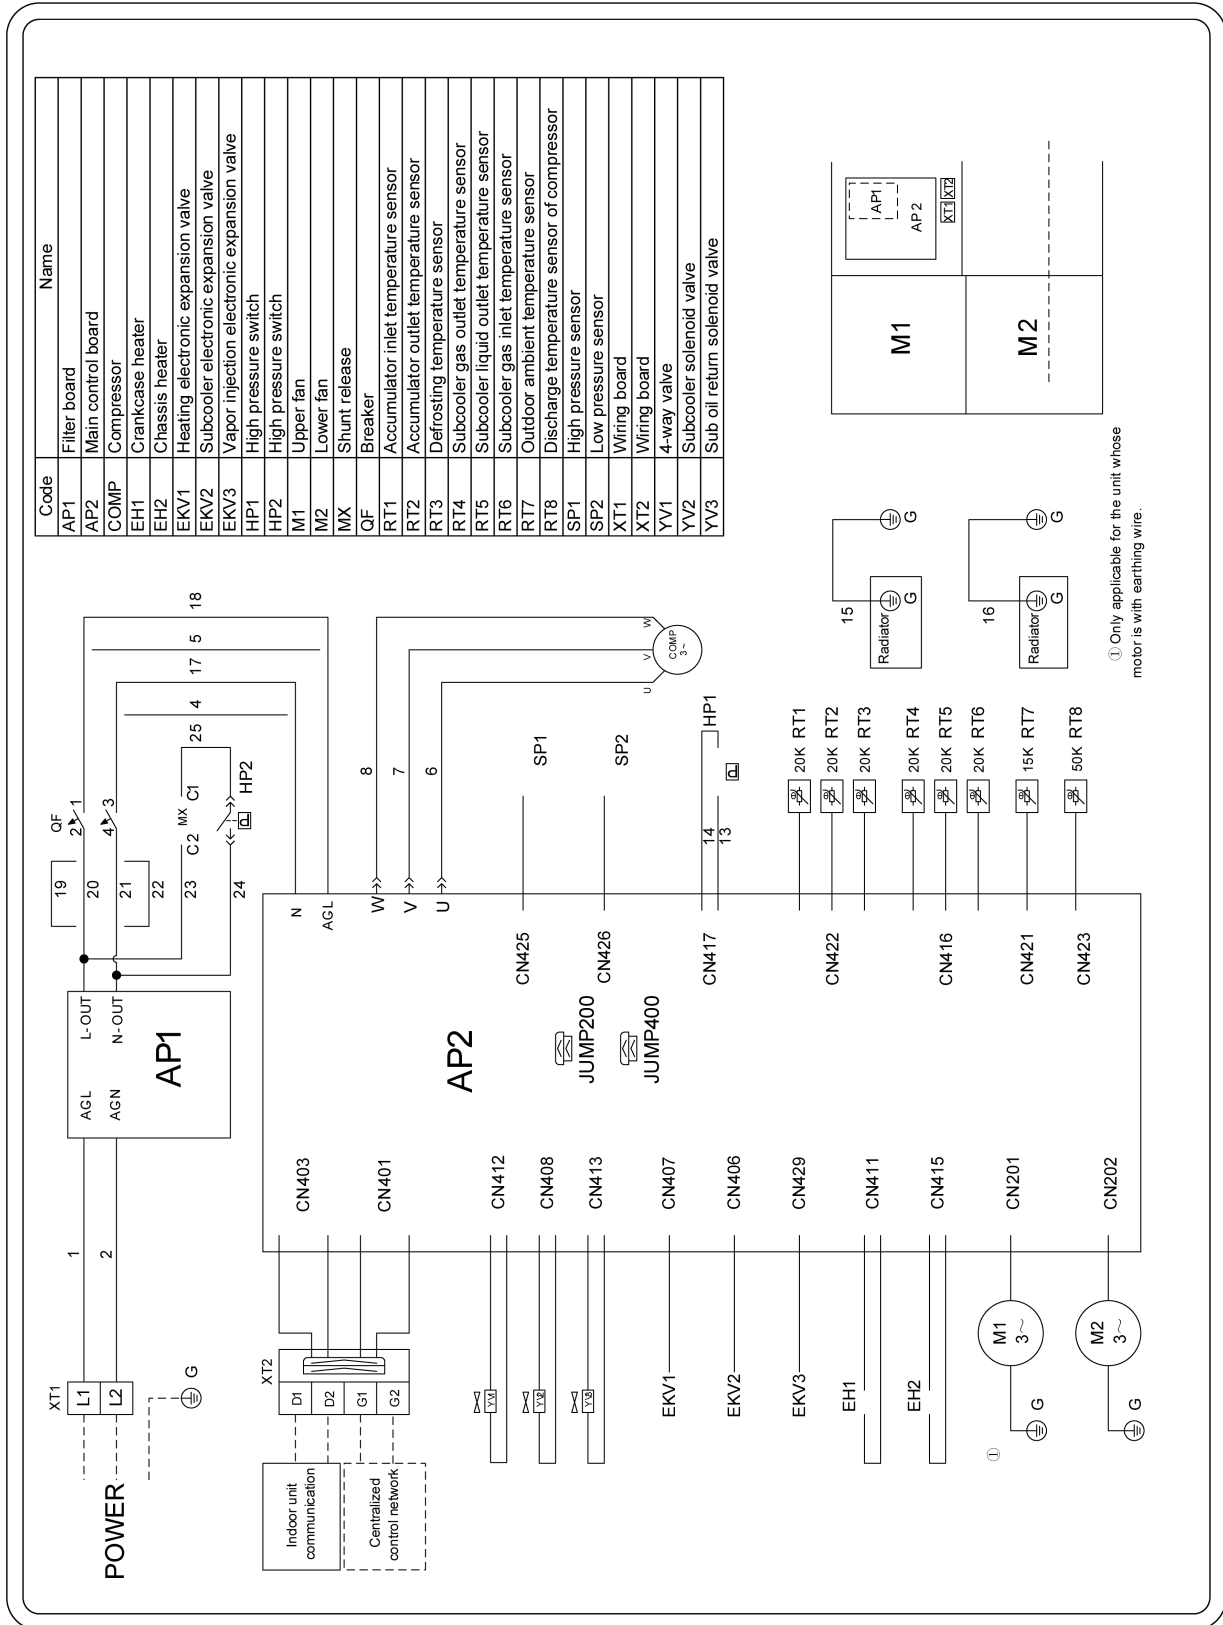 POWER
XT1
L1
L2
G
1
2
AP1
AGL
AGN
L-OUT
N-OUT
19
20
21
22
23
24
QF
2
1
4
3
C2
MX
C1
P
HP2
25
4
17
5
18
Indoor unit
communication
Centralized
control network
XT2
D1
D2
G1
G2
CN403
CN401
N
AGL
W
V
U
8
7
6
U
V
W
COMP
3~
AP2
JUMP200
JUMP400
YV1
YV2
YV3
CN412
CN408
CN413
EKV1
EKV2
EKV3
CN407
CN406
CN429
EH1
EH2
CN411
CN415
①
M1
3~
G
M2
3~
G
CN201
CN202
CN425
SP1
CN426
SP2
CN417
14
13
HP1
P
CN422
20K RT1
20K RT2
20K RT3
CN416
20K RT4
20K RT5
20K RT6
CN421
15K RT7
CN423
50K RT8
Code Name
AP1 Filter board
AP2 Main control board
COMP Compressor
EH1 Crankcase heater
EH2 Chassis heater
EKV1 Heating electronic expansion valve
EKV2 Subcooler electronic expansion valve
EKV3 Vapor injection electronic expansion valve
HP1 High pressure switch
HP2 High pressure switch
M1 Upper fan
M2 Lower fan
MX Shunt release
QF Breaker
RT1 Accumulator inlet temperature sensor
RT2 Accumulator outlet temperature sensor
RT3 Defrosting temperature sensor
RT4 Subcooler gas outlet temperature sensor
RT5 Subcooler liquid outlet temperature sensor
RT6 Subcooler gas inlet temperature sensor
RT7 Outdoor ambient temperature sensor
RT8 Discharge temperature sensor of compressor
SP1 High pressure sensor
SP2 Low pressure sensor
XT1 Wiring board
XT2 Wiring board
YV1 4-way valve
YV2 Subcooler solenoid valve
YV3 Sub oil return solenoid valve
15
Radiator
G
G
16
Radiator
G
G
M1
M2
AP1
AP2
XT1
XT2
① Only applicable for the unit whose
motor is with earthing wire.